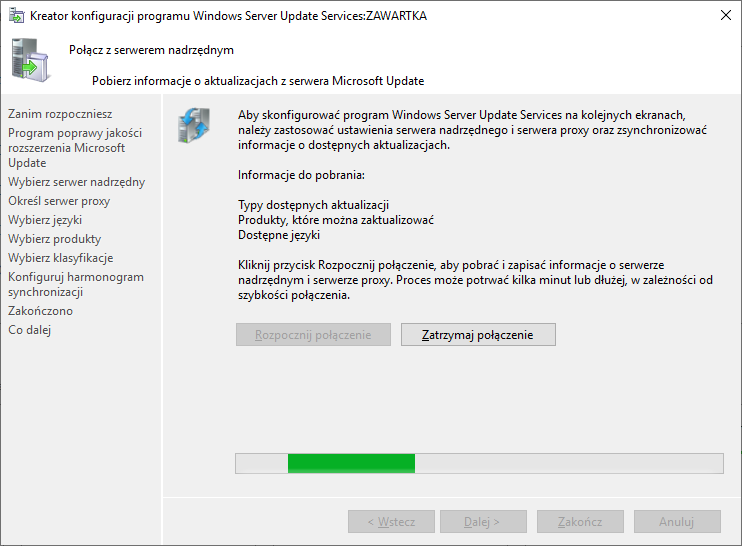 Kreator konfiguracji programu Windows Server Update Services:ZAWARTKA
Połącz z serwerem nadrzędnym
Pobierz informacje o aktualizacjach z serwera Microsoft Update
Zanim rozpoczniesz
Program poprawy jakości
rozszerzenia Microsoft
Update
Wybierz serwer nadrzędny
Określ serwer proxy
Wybierz języki
Wybierz produkty
Wybierz klasyfikacje
Konfiguruj harmonogram
synchronizacji
Zakończono
Co dalej
Aby skonfigurować program Windows Server Update Services na kolejnych ekranach,
należy zastosować ustawienia serwera nadrzędnego i serwera proxy oraz zsynchronizować
informacje o dostępnych aktualizacjach.
Informacje do pobrania:
Typy dostępnych aktualizacji
Produkty, które można zaktualizować
Dostępne języki
Kliknij przycisk Rozpocznij połączenie, aby pobrać i zapisać informacje o serwerze
nadrzędnym i serwerze proxy. Proces może potrwać kilka minut lub dłużej, w zależności od
szybkości połączenia.
Rozpocznij połączenie
Zatrzymaj połączenie
< Wstecz
Dalej >
Zakończ
Anuluj